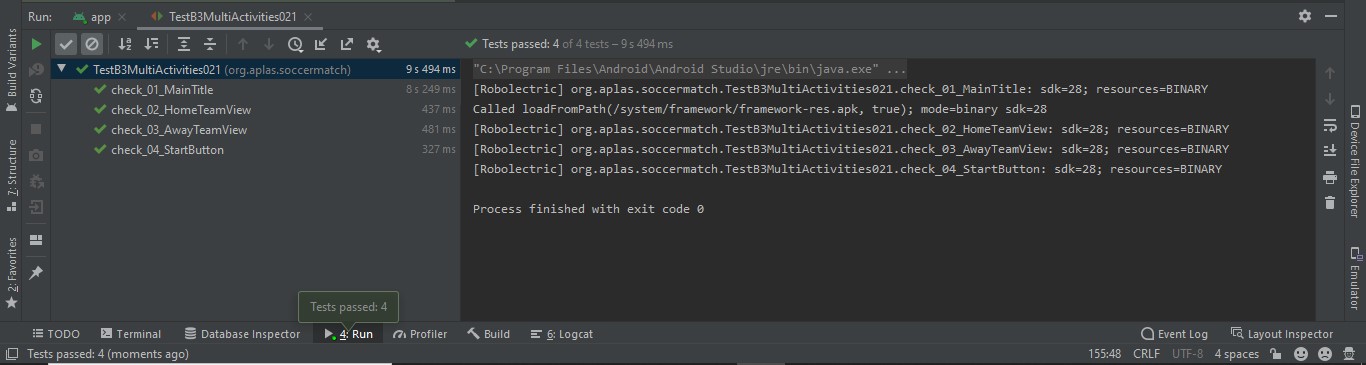 Run: app TestB3MultiActivities021
Tests passed: 4 of 4 tests – 9 s 494 ms
TestB3MultiActivities021 (org.aplas.soccermatch) 9 s 494 ms
check_01_MainTitle 8 s 249 ms
check_02_HomeTeamView 437 ms
check_03_AwayTeamView 481 ms
check_04_StartButton 327 ms
"C:\Program Files\Android\Android Studio\jre\bin\java.exe" ...
[Robolectric] org.aplas.soccermatch.TestB3MultiActivities021.check_01_MainTitle: sdk=28; resources=BINARY
Called loadFromPath(/system/framework/framework-res.apk, true); mode=binary sdk=28
[Robolectric] org.aplas.soccermatch.TestB3MultiActivities021.check_02_HomeTeamView: sdk=28; resources=BINARY
[Robolectric] org.aplas.soccermatch.TestB3MultiActivities021.check_03_AwayTeamView: sdk=28; resources=BINARY
[Robolectric] org.aplas.soccermatch.TestB3MultiActivities021.check_04_StartButton: sdk=28; resources=BINARY
Process finished with exit code 0
Build Variants
7: Structure
2: Favorites
Device File Explorer
Emulator
Tests passed: 4
TODO Terminal Database Inspector 4: Run Profiler Build 6: Logcat Event Log Layout Inspector
Tests passed: 4 (moments ago) 155:48 CRLF UTF-8 4 spaces